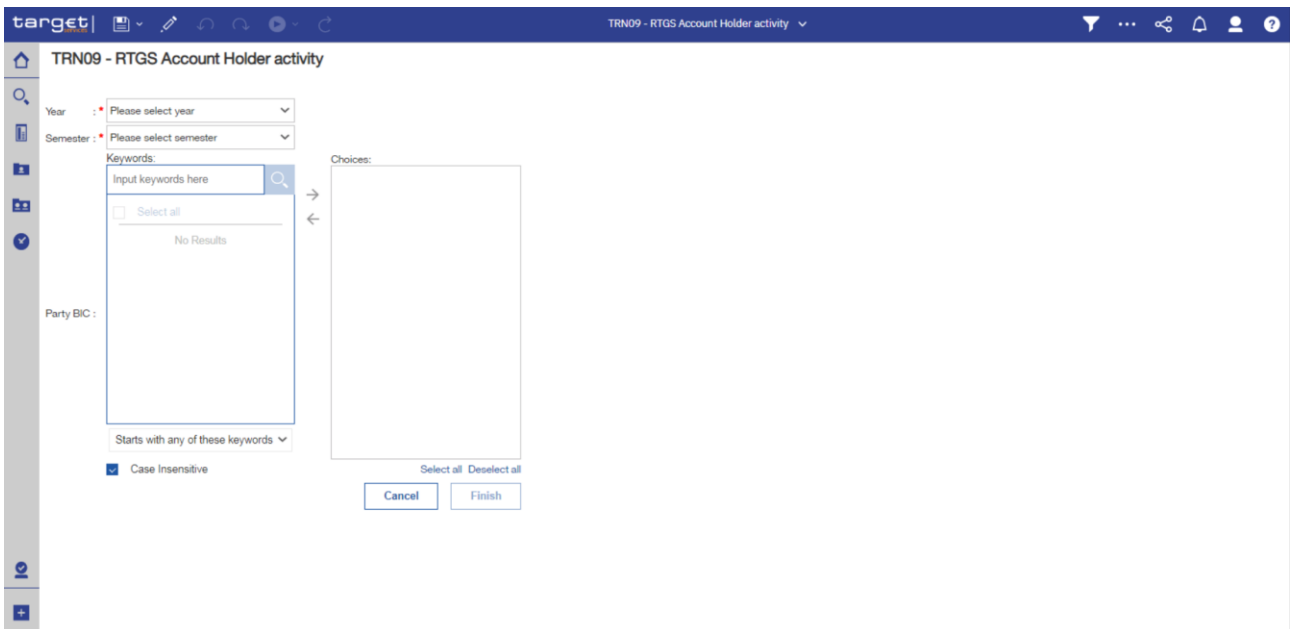 target|
SERVICES
TRN09 - RTGS Account Holder activity
TRN09 - RTGS Account Holder activity
Year : * Please select year
Semester : * Please select semester
Keywords:
Choices:
Input keywords here
Select all
No Results
Party BIC :
Starts with any of these keywords
Case Insensitive
Select all Deselect all
Cancel Finish